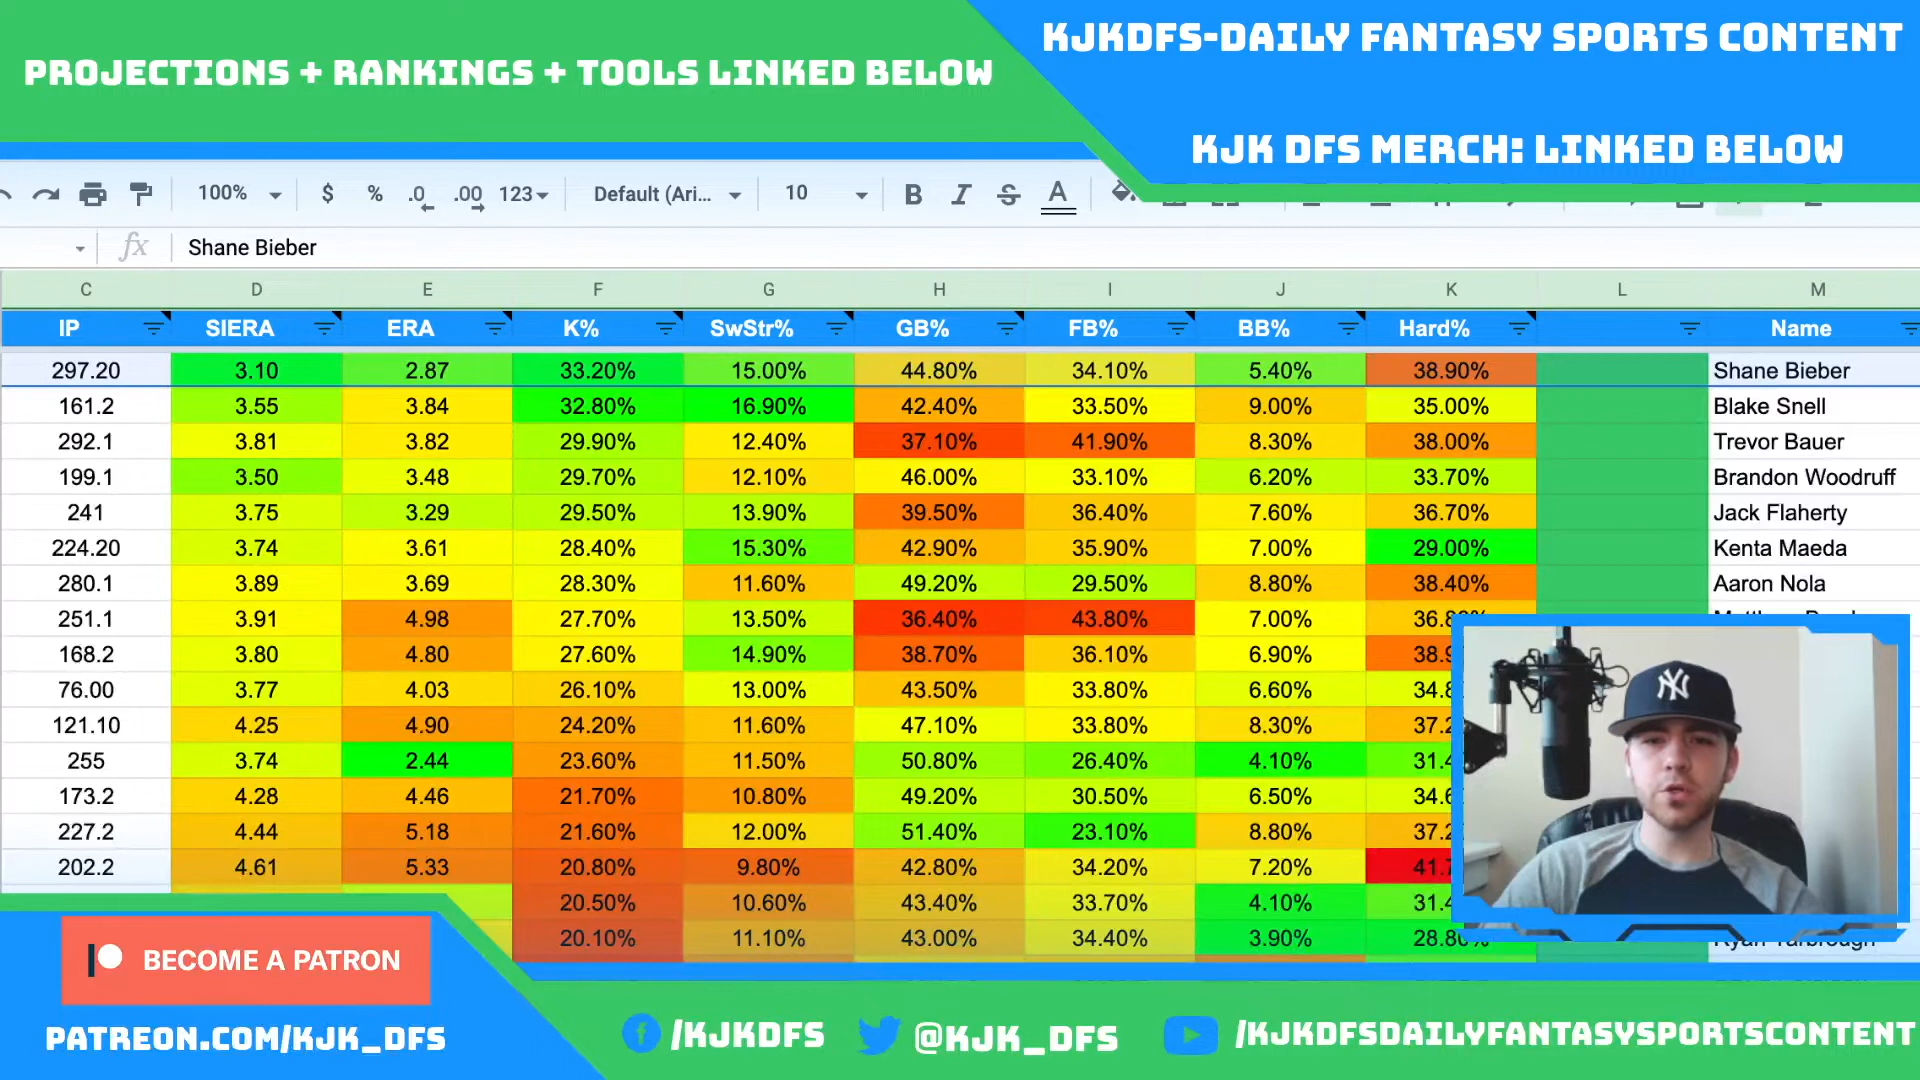 PROJECTIONS + RANKINGS + TOOLS LINKED BELOW
KJKDFS-DAILY FANTASY SPORTS CONTENT
KJK DFS MERCH: LINKED BELOW
100% $ % .0 .00 123 Default (Ari... 10 B I S A
fx Shane Bieber
C D E F G H I J K L M
IP SIERA ERA K% SwStr% GB% FB% BB% Hard% Name
297.20 3.10 2.87 33.20% 15.00% 44.80% 34.10% 5.40% 38.90% Shane Bieber
161.2 3.55 3.84 32.80% 16.90% 42.40% 33.50% 9.00% 35.00% Blake Snell
292.1 3.81 3.82 29.90% 12.40% 37.10% 41.90% 8.30% 38.00% Trevor Bauer
199.1 3.50 3.48 29.70% 12.10% 46.00% 33.10% 6.20% 33.70% Brandon Woodruff
241 3.75 3.29 29.50% 13.90% 39.50% 36.40% 7.60% 36.70% Jack Flaherty
224.20 3.74 3.61 28.40% 15.30% 42.90% 35.90% 7.00% 29.00% Kenta Maeda
280.1 3.89 3.69 28.30% 11.60% 49.20% 29.50% 8.80% 38.40% Aaron Nola
251.1 3.91 4.98 27.70% 13.50% 36.40% 43.80% 7.00%
168.2 3.80 4.80 27.60% 14.90% 38.70% 36.10% 6.90%
76.00 3.77 4.03 26.10% 13.00% 43.50% 33.80% 6.60%
121.10 4.25 4.90 24.20% 11.60% 47.10% 33.80% 8.30%
255 3.74 2.44 23.60% 11.50% 50.80% 26.40% 4.10%
173.2 4.28 4.46 21.70% 10.80% 49.20% 30.50% 6.50%
227.2 4.44 5.18 21.60% 12.00% 51.40% 23.10% 8.80%
202.2 4.61 5.33 20.80% 9.80% 42.80% 34.20% 7.20%
20.50% 10.60% 43.40% 33.70% 4.10%
20.10% 11.10% 43.00% 34.40% 3.90% 28.80% Ryan Yarbrough
NY
BECOME A PATRON
PATREON.COM/KJK_DFS
/KJKDFS
@KJK_DFS
/KJKDFSDAILYFANTASYSPORTSCONTENT